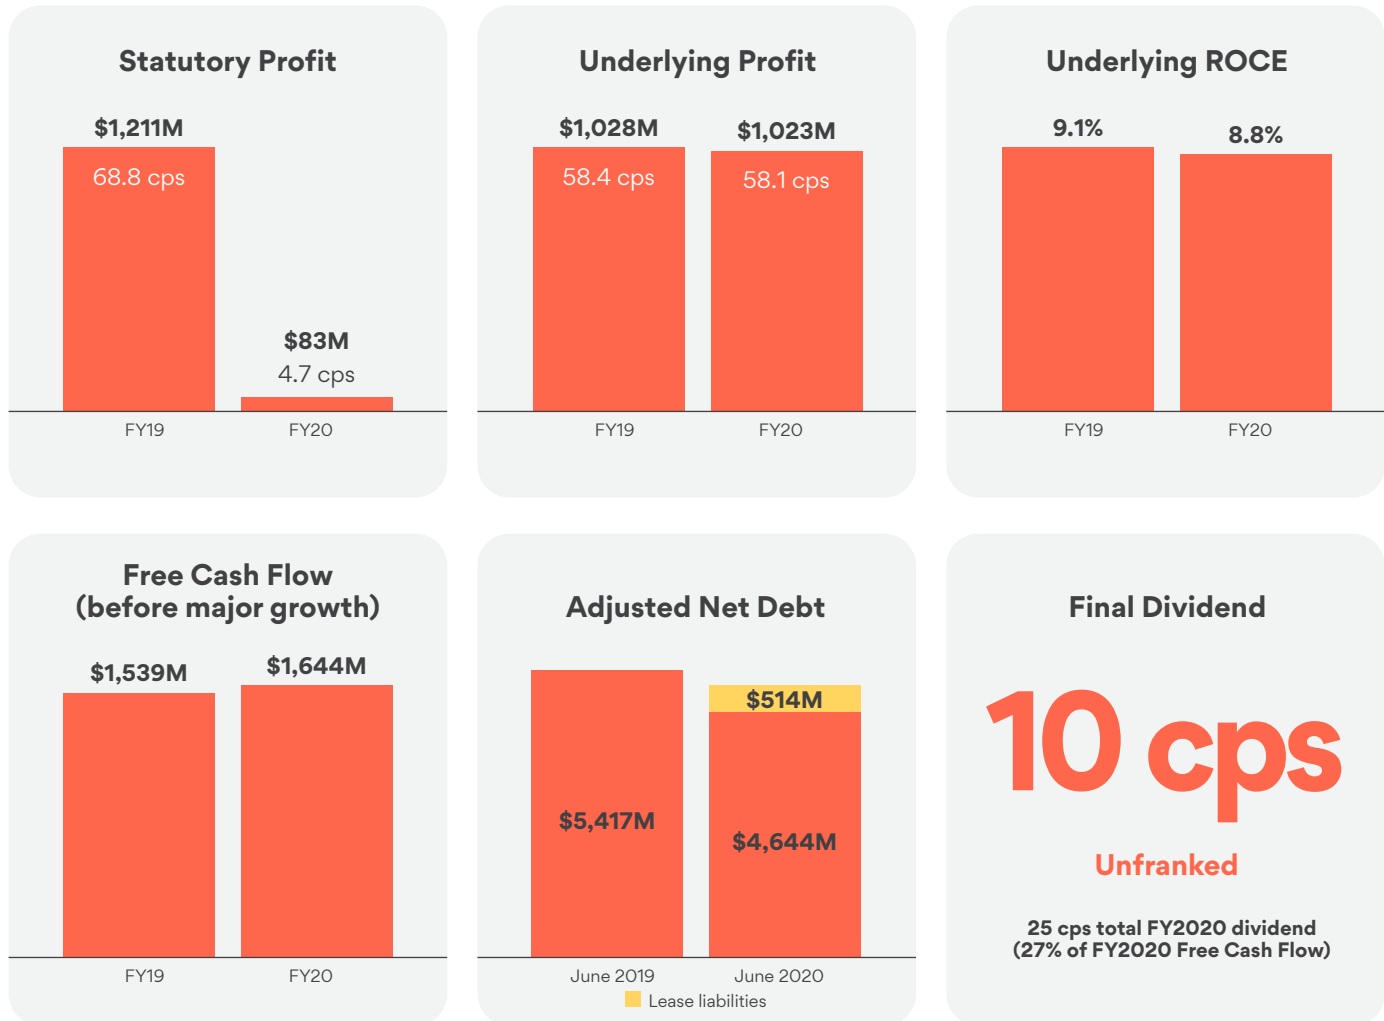 Statutory Profit
$1,211M
68.8 cps
$83M
4.7 cps
FY19
FY20
Underlying Profit
$1,028M
58.4 cps
$1,023M
58.1 cps
FY19
FY20
Underlying ROCE
9.1%
8.8%
FY19
FY20
Free Cash Flow
(before major growth)
$1,539M
$1,644M
FY19
FY20
Adjusted Net Debt
$5,417M
$514M
$4,644M
June 2019
June 2020
Lease liabilities
Final Dividend
10 cps
Unfranked
25 cps total FY2020 dividend
(27% of FY2020 Free Cash Flow)